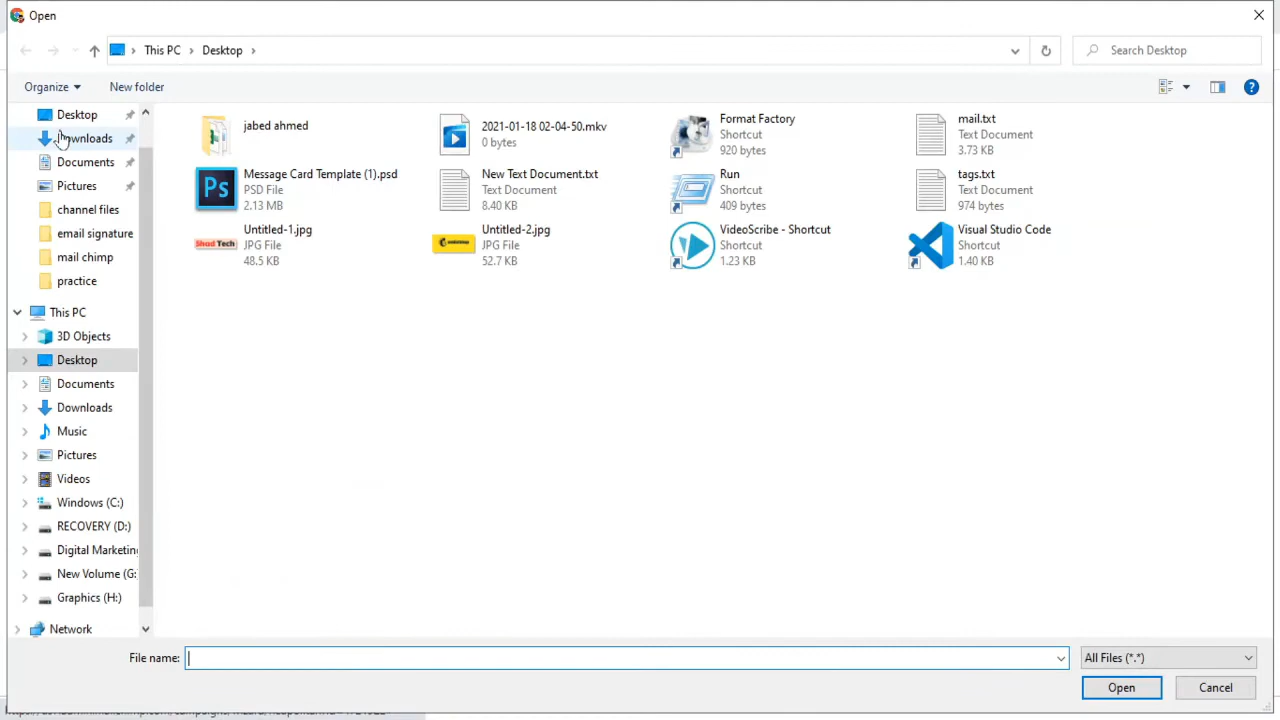 Open
This PC
Desktop
Search Desktop
Organize
New folder
Desktop
Downloads
Documents
Pictures
channel files
email signature
mail chimp
practice
This PC
3D Objects
Desktop
Documents
Downloads
Music
Pictures
Videos
Windows (C:)
RECOVERY (D:)
Digital Marketing
New Volume (G:
Graphics (H:)
Network
jabed ahmed
2021-01-18 02-04-50.mkv
0 bytes
Format Factory
Shortcut
920 bytes
mail.txt
Text Document
3.73 KB
Ps
Message Card Template (1).psd
PSD File
2.13 MB
New Text Document.txt
Text Document
8.40 KB
Run
Shortcut
409 bytes
tags.txt
Text Document
974 bytes
Shad Tech
Untitled-1.jpg
JPG File
48.5 KB
Untitled-2.jpg
JPG File
52.7 KB
VideoScribe - Shortcut
Shortcut
1.23 KB
Visual Studio Code
Shortcut
1.40 KB
File name:
All Files (*.*)
Open
Cancel